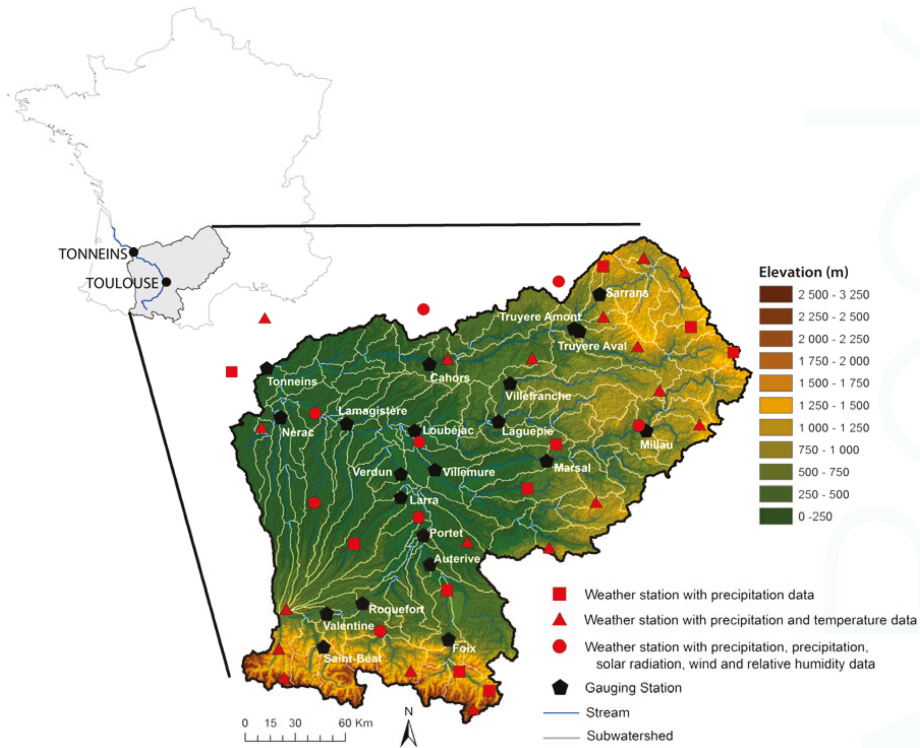 TONNEINS
TOULOUSE
Sarrans
Truyere Amont
Truyere Aval
Tonneins
Cahors
Villefranche
Lamagistère
Nérac
Loubéjac
Laguépie
Millau
Marsal
Verdun
Villemure
Larra
Portet
Auterive
Roquefort
Valentine
Saint-Béat
Foix
Elevation (m)
2 500 - 3 250
2 250 - 2 500
2 000 - 2 250
1 750 - 2 000
1 500 - 1 750
1 250 - 1 500
1 000 - 1 250
750 - 1 000
500 - 750
250 - 500
0 -250
Weather station with precipitation data
Weather station with precipitation and temperature data
Weather station with precipitation, precipitation,
solar radiation, wind and relative humidity data
Gauging Station
Stream
Subwatershed
0 15 30 60 Km
N